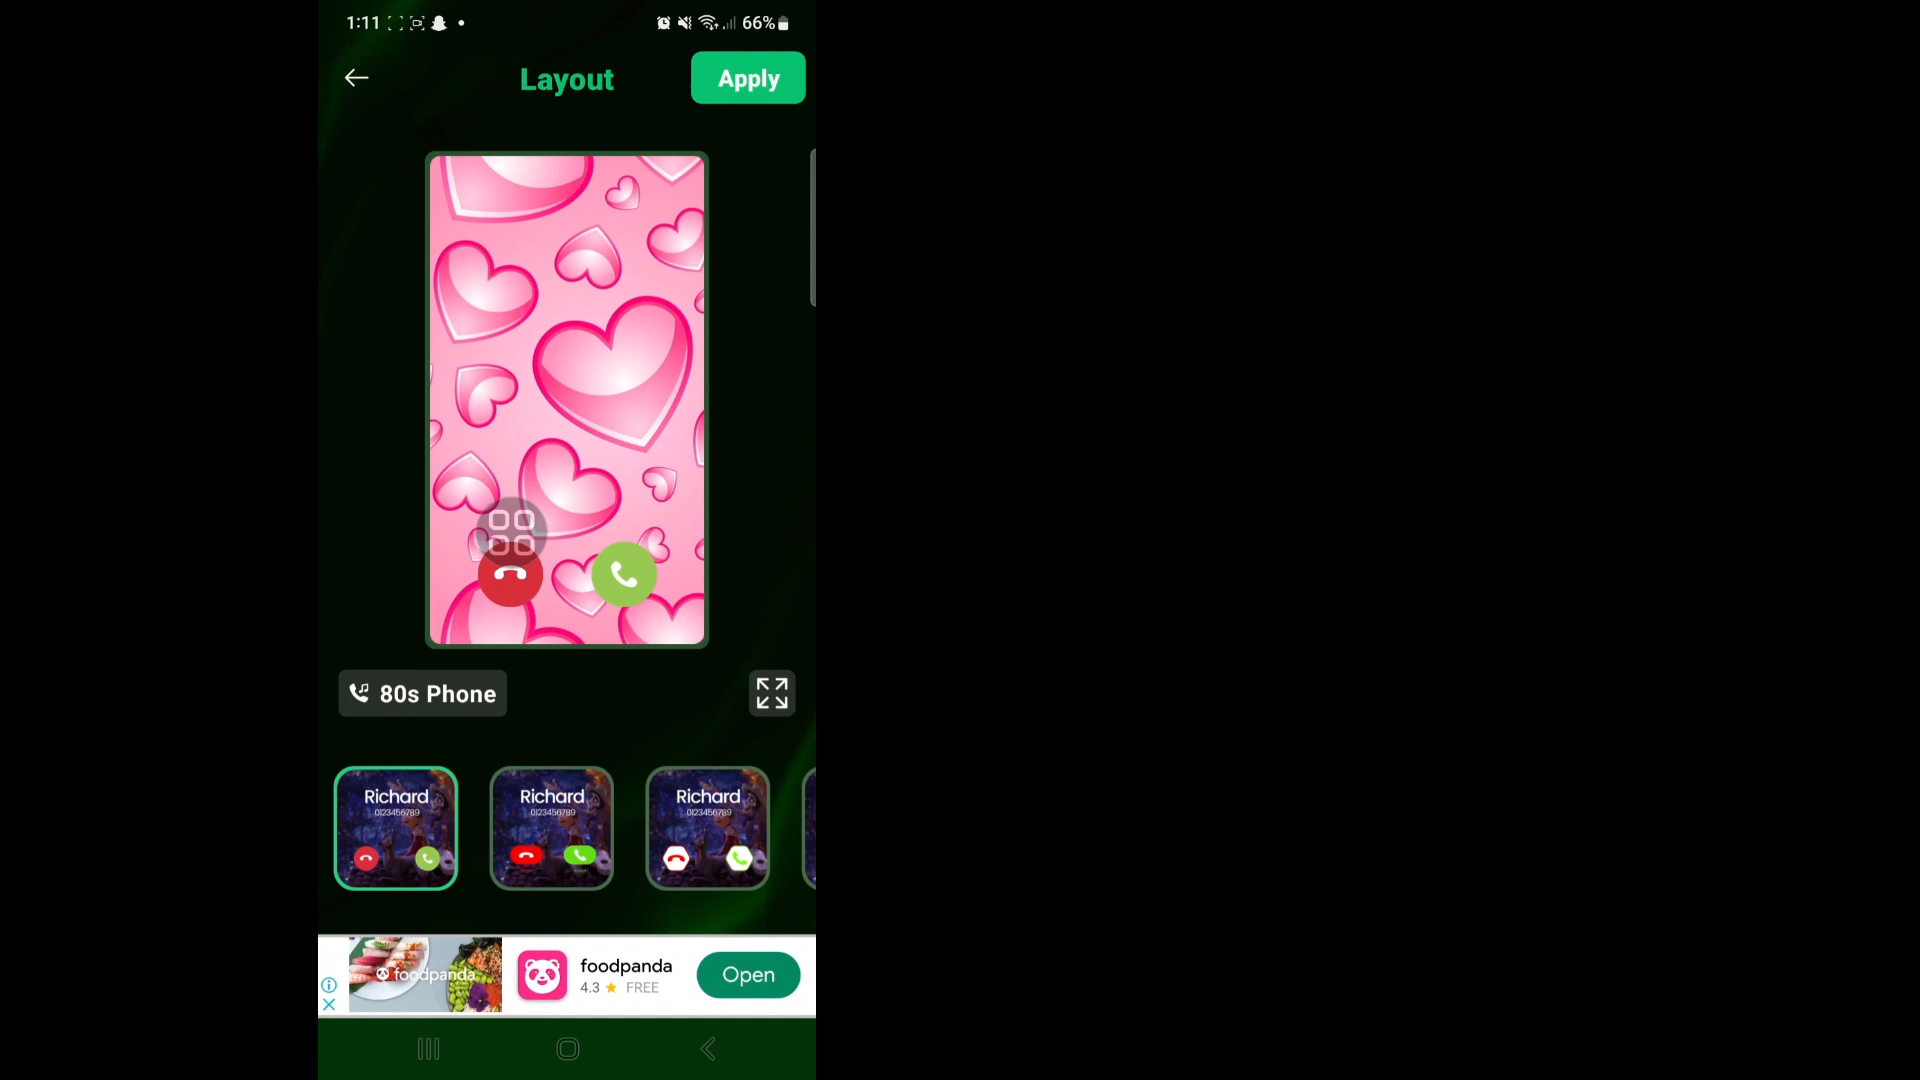 1:11
66%
Layout
Apply
80s Phone
Richard
0123456789
Richard
0123456789
Richard
0123456789
foodpanda
foodpanda
4.3 ★ FREE
Open